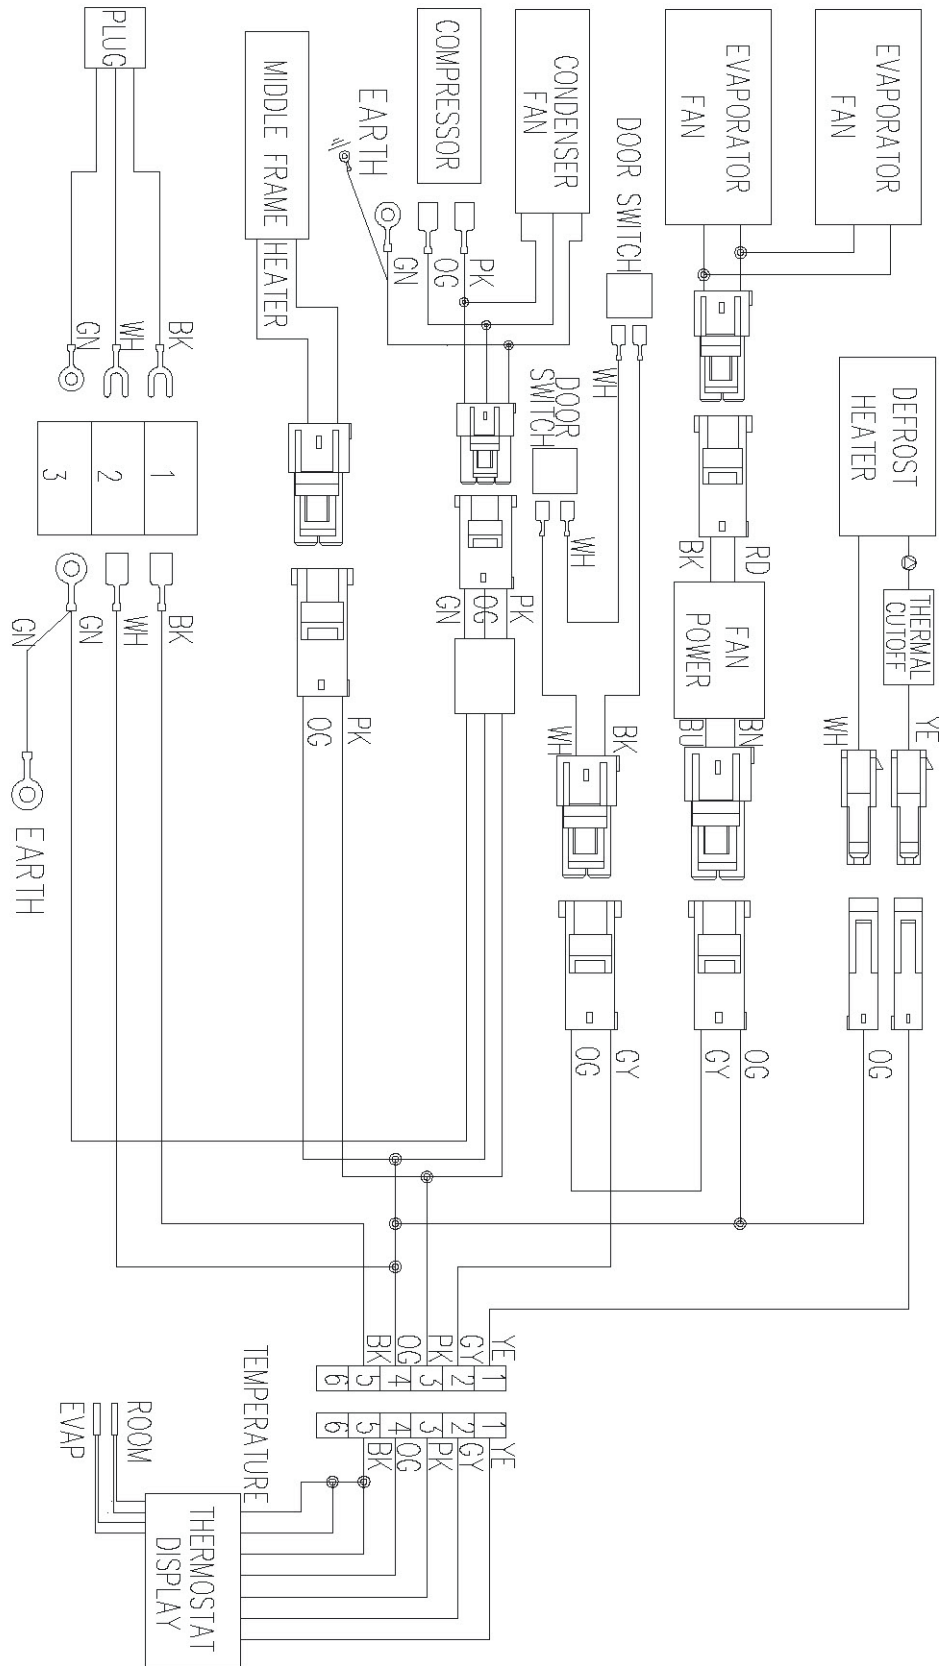 PLUG
BK
WH
GN
1
2
3
BK
WH
GN
GN
EARTH
MIDDLE FRAME HEATER
PK
OG
COMPRESSOR
EARTH
PK
OG
GN
CONDENSER
FAN
PK
OG
GN
DOOR SWITCH
WH
DOOR
SWITCH
WH
BK
WH
GY
OG
EVAPORATOR
FAN
EVAPORATOR
FAN
RD
BK
FAN
POWER
BN
BU
OG
GY
DEFROST
HEATER
THERMAL
CUTOFF
YE
WH
OG
YE
GY
PK
OG
BK
1
2
3
4
5
6
1
2
3
4
5
6
YE
GY
PK
OG
BK
TEMPERATURE
ROOM
EVAP
THERMOSTAT
DISPLAY